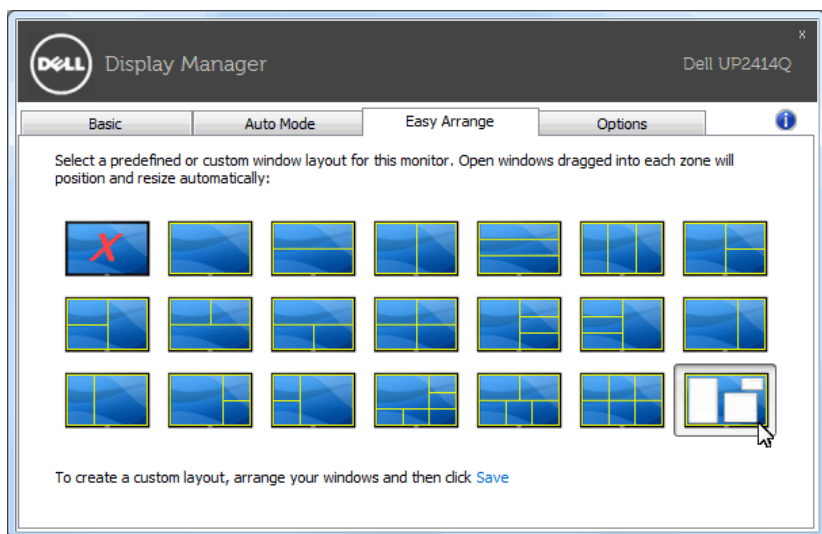 x
DELL Display Manager Dell UP2414Q
Basic Auto Mode Easy Arrange Options i
Select a predefined or custom window layout for this monitor. Open windows dragged into each zone will
position and resize automatically:
X
To create a custom layout, arrange your windows and then click Save